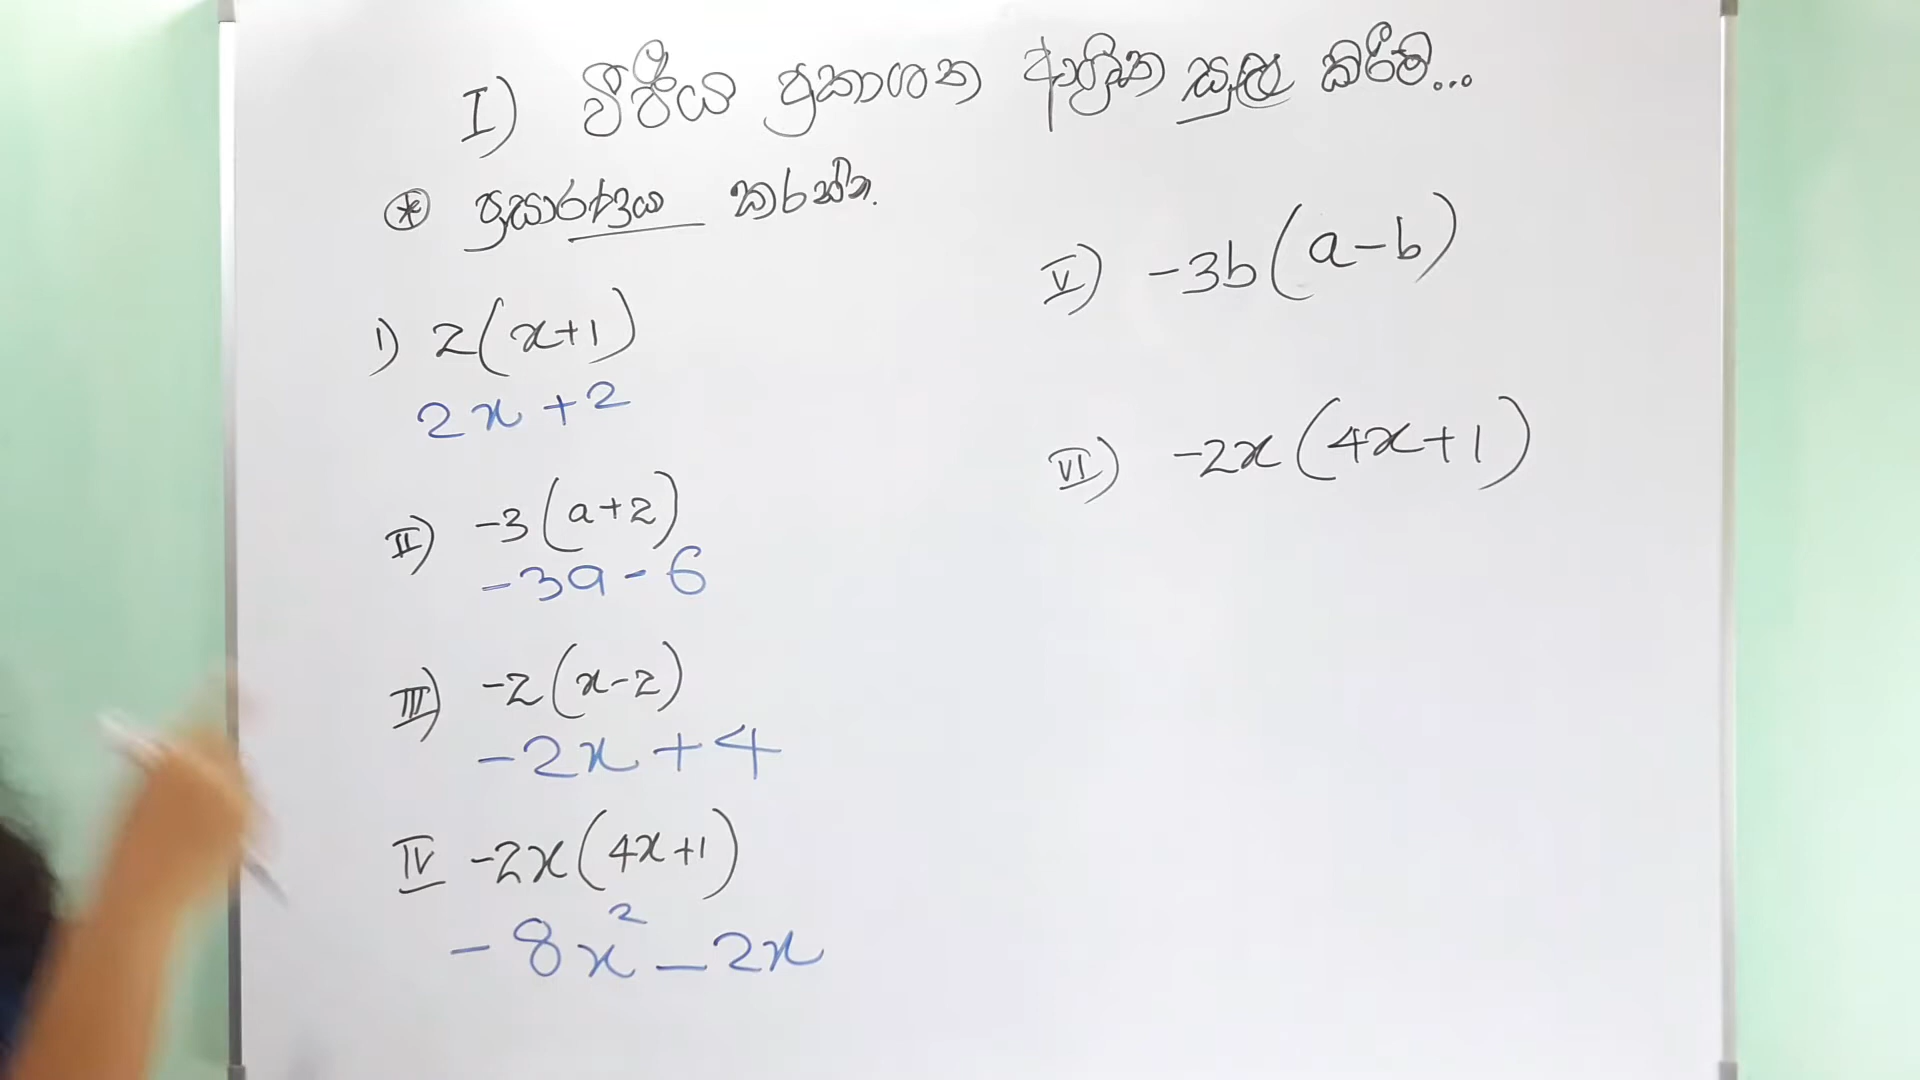 I) වීජීය ප්‍රකාශන ආශ්‍රිත සුළු කිරීම්...
* ප්‍රසාරණය කරන්න.
I) 2(x+1)
2x + 2
II) -3(a+2)
-3a - 6
III) -2(x-2)
-2x + 4
IV -2x(4x+1)
-8x² - 2x
V) -3b(a-b)
VI) -2x(4x+1)